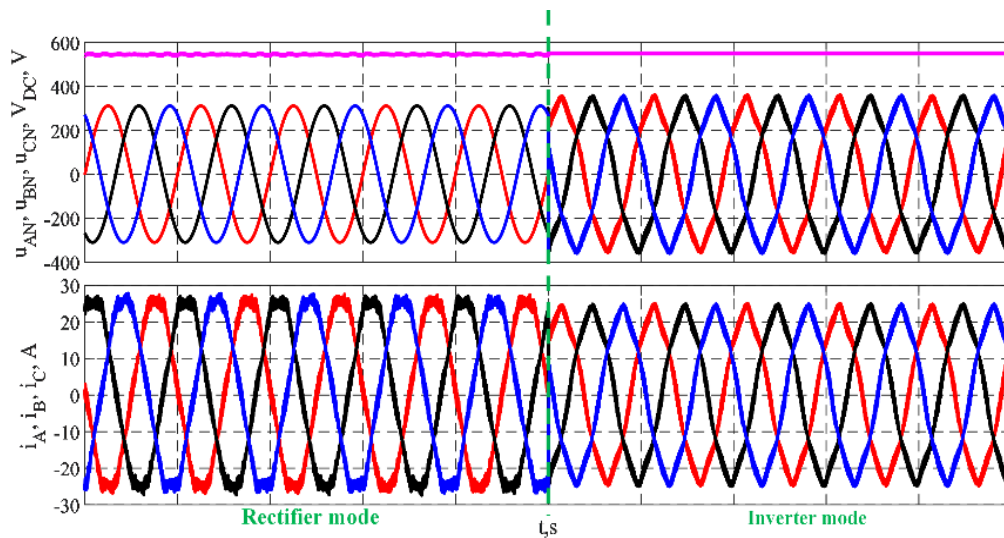 u_AN, u_BN, u_CN, V_DC, V
600
400
200
0
-200
-400
i_A, i_B, i_C, A
30
20
10
0
-10
-20
-30
Rectifier mode
t,s
Inverter mode